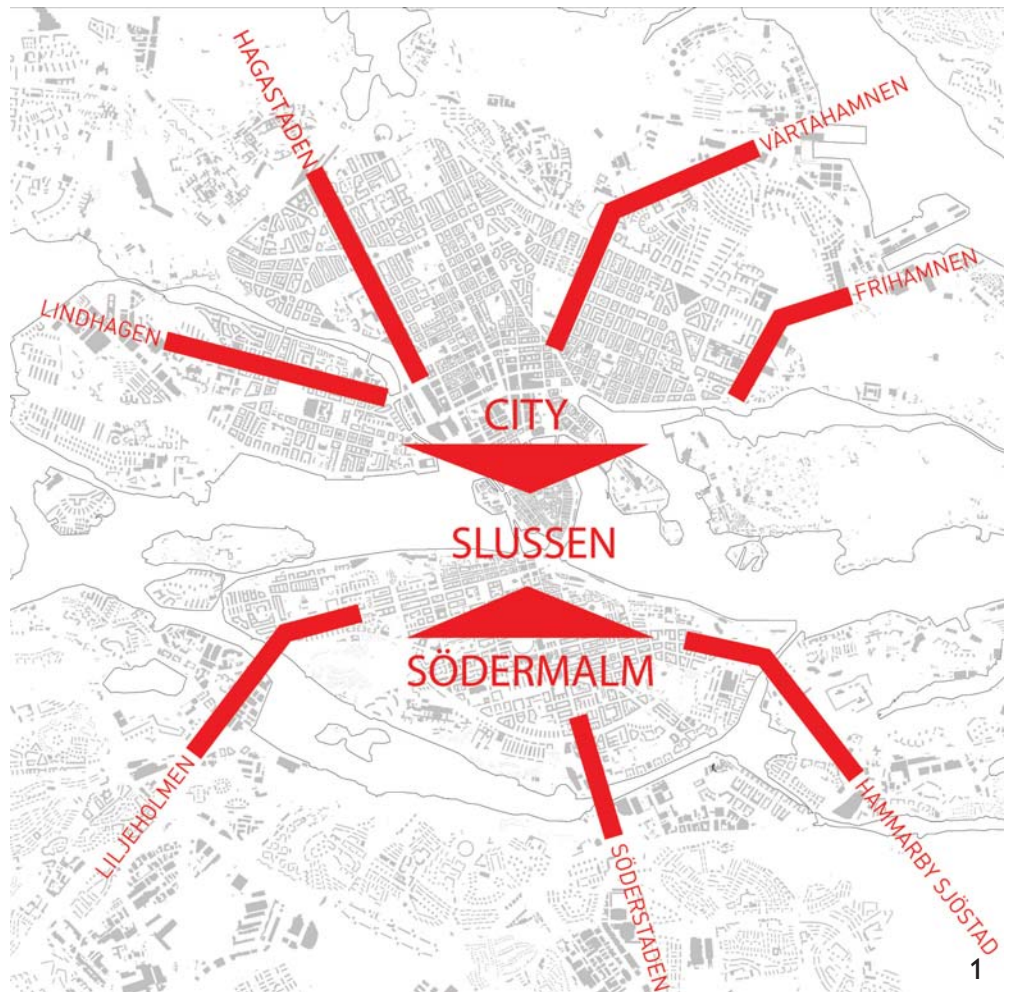 HAGASTADEN
VÄRTAHAMNEN
FRIHAMNEN
LINDHAGEN
CITY
SLUSSEN
SÖDERMALM
LILJEHOLMEN
SÖDERSTADEN
HAMMARBY SJÖSTAD
1